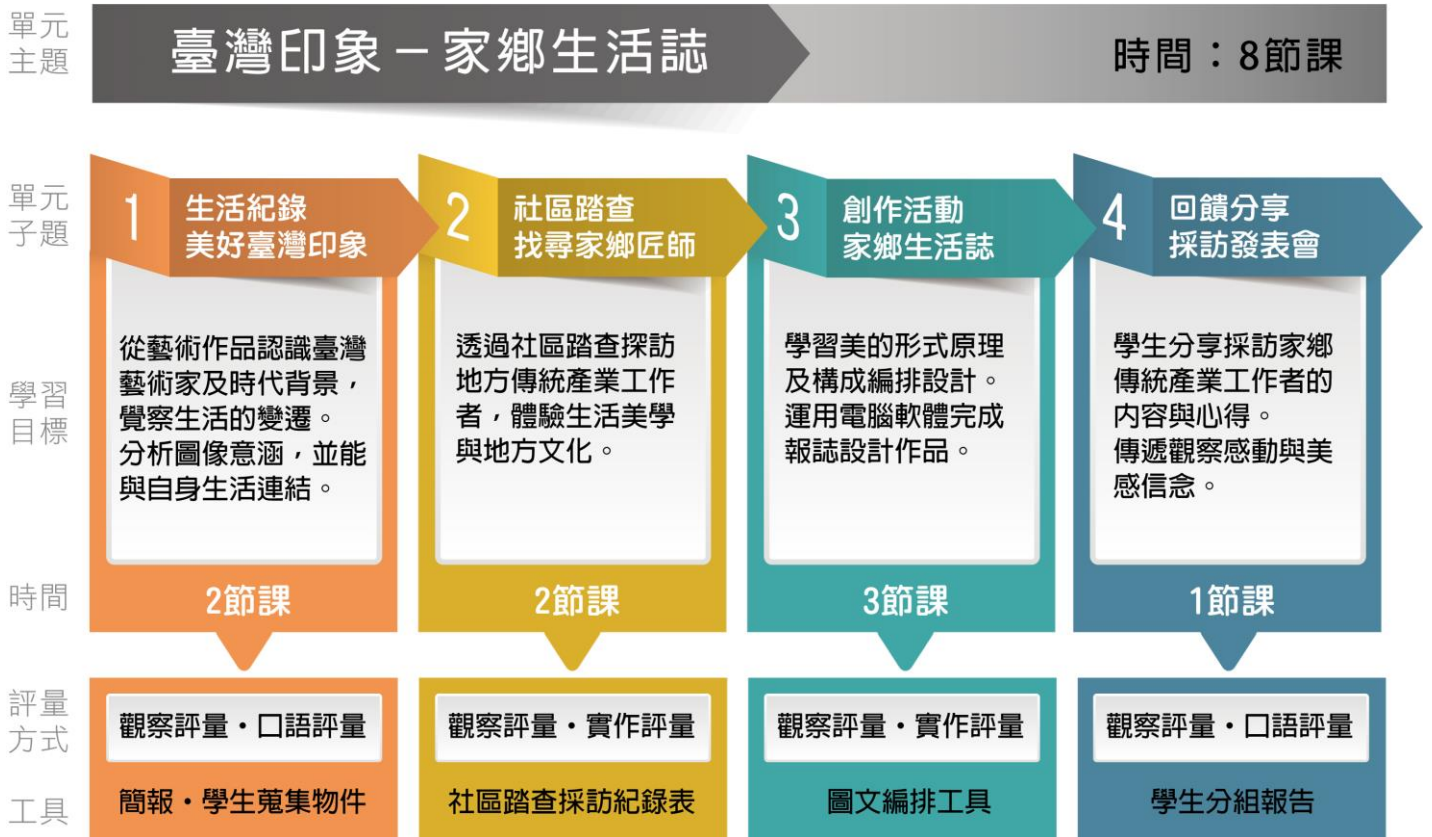 單元
主題
臺灣印象－家鄉生活誌
時間：8節課
單元
子題
1
生活紀錄
美好臺灣印象
2
社區踏查
找尋家鄉匠師
3
創作活動
家鄉生活誌
4
回饋分享
採訪發表會
學習
目標
從藝術作品認識臺灣
藝術家及時代背景，
覺察生活的變遷。
分析圖像意涵，並能
與自身生活連結。
透過社區踏查探訪
地方傳統產業工作
者，體驗生活美學
與地方文化。
學習美的形式原理
及構成編排設計。
運用電腦軟體完成
報誌設計作品。
學生分享採訪家鄉
傳統產業工作者的
內容與心得。
傳遞觀察感動與美
感信念。
時間
2節課
2節課
3節課
1節課
評量
方式
觀察評量・口語評量
觀察評量・實作評量
觀察評量・實作評量
觀察評量・口語評量
工具
簡報・學生蒐集物件
社區踏查採訪紀錄表
圖文編排工具
學生分組報告